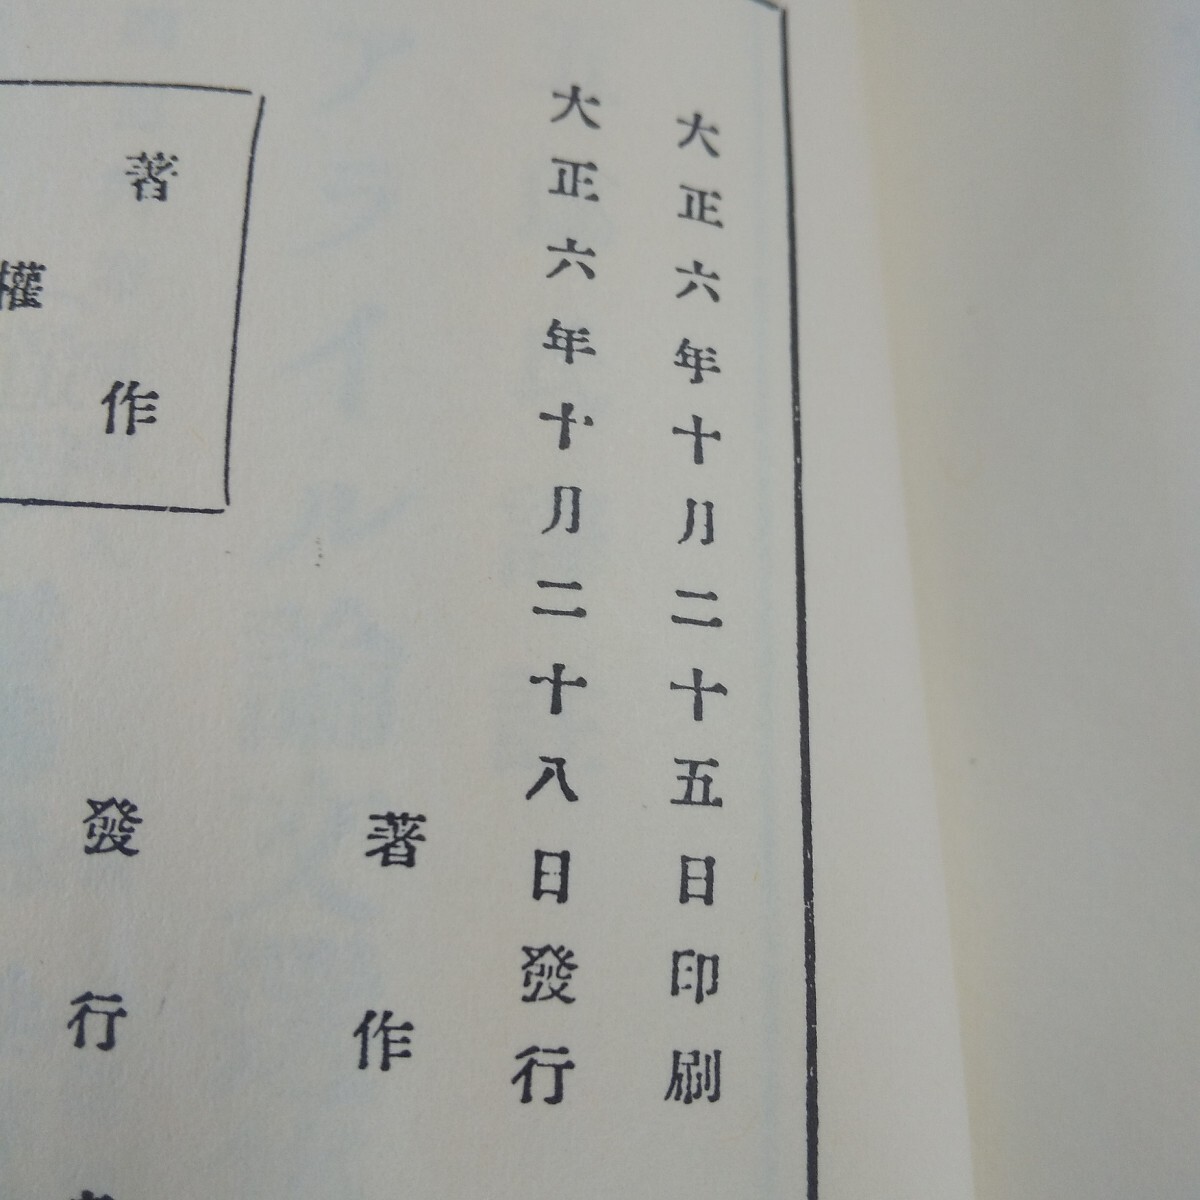 大正六年十月二十五日印刷
大正六年十月二十八日發行
著作
發行
著作
權